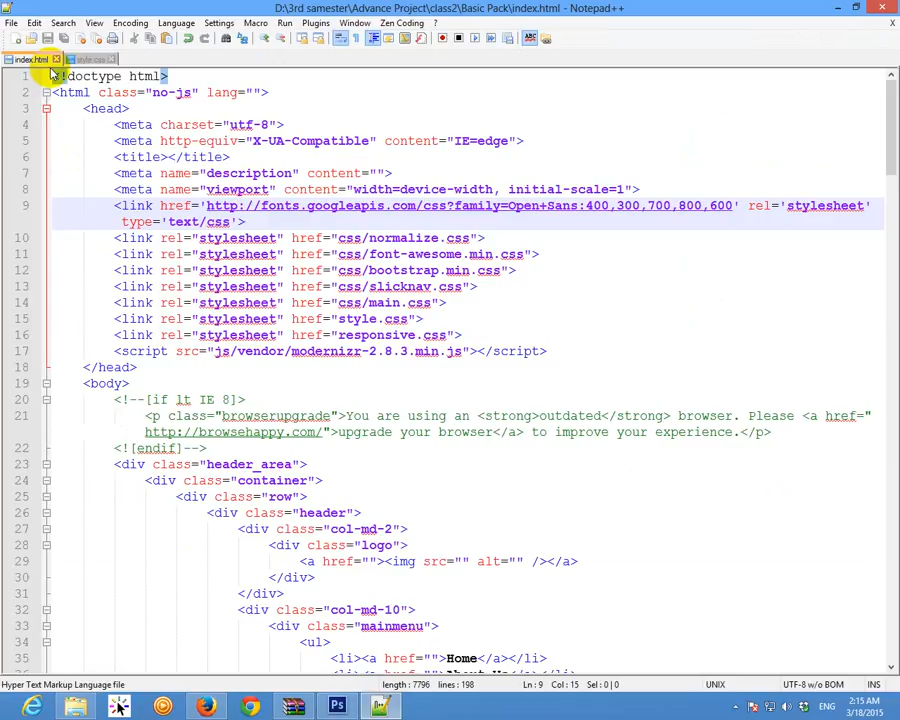 D:\3rd semester\Advance Project\class2\Basic Pack\index.html - Notepad++
File Edit Search View Encoding Language Settings Macro Run Plugins Window Zen Coding ? X
index.html style.css
1 <!doctype html>
2 <html class="no-js" lang="">
3 <head>
4 <meta charset="utf-8">
5 <meta http-equiv="X-UA-Compatible" content="IE=edge">
6 <title></title>
7 <meta name="description" content="">
8 <meta name="viewport" content="width=device-width, initial-scale=1">
9 <link href='http://fonts.googleapis.com/css?family=Open+Sans:400,300,700,800,600' rel='stylesheet'
type='text/css'>
10 <link rel="stylesheet" href="css/normalize.css">
11 <link rel="stylesheet" href="css/font-awesome.min.css">
12 <link rel="stylesheet" href="css/bootstrap.min.css">
13 <link rel="stylesheet" href="css/slicknav.css">
14 <link rel="stylesheet" href="css/main.css">
15 <link rel="stylesheet" href="style.css">
16 <link rel="stylesheet" href="responsive.css">
17 <script src="js/vendor/modernizr-2.8.3.min.js"></script>
18 </head>
19 <body>
20 <!--[if lt IE 8]>
21 <p class="browserupgrade">You are using an <strong>outdated</strong> browser. Please <a href="
http://browsehappy.com/">upgrade your browser</a> to improve your experience.</p>
22 <![endif]-->
23 <div class="header_area">
24 <div class="container">
25 <div class="row">
26 <div class="header">
27 <div class="col-md-2">
28 <div class="logo">
29 <a href=""><img src="" alt="" /></a>
30 </div>
31 </div>
32 <div class="col-md-10">
33 <div class="mainmenu">
34 <ul>
35 <li><a href="">Home</a></li>
36 <li><a href="">About Us</a></li>
Hyper Text Markup Language file length : 7796 lines : 198 Ln : 9 Col : 15 Sel : 0 | 0 UNIX UTF-8 w/o BOM INS
ENG 2:15 AM
3/18/2015